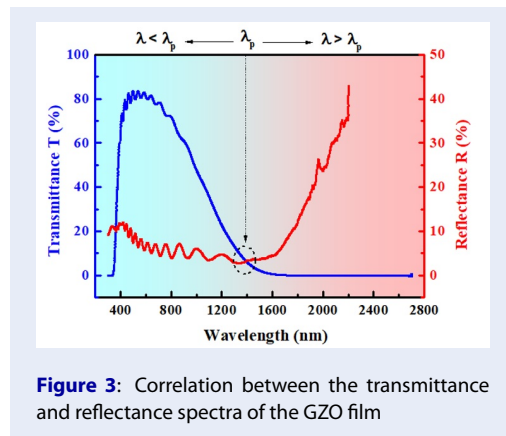 λ < λp λp λ > λp
100 50
80 40
60 30
40 20
20 10
0 0
Transmittance T (%)
Reflectance R (%)
400 800 1200 1600 2000 2400 2800
Wavelength (nm)
Figure 3: Correlation between the transmittance
and reflectance spectra of the GZO film